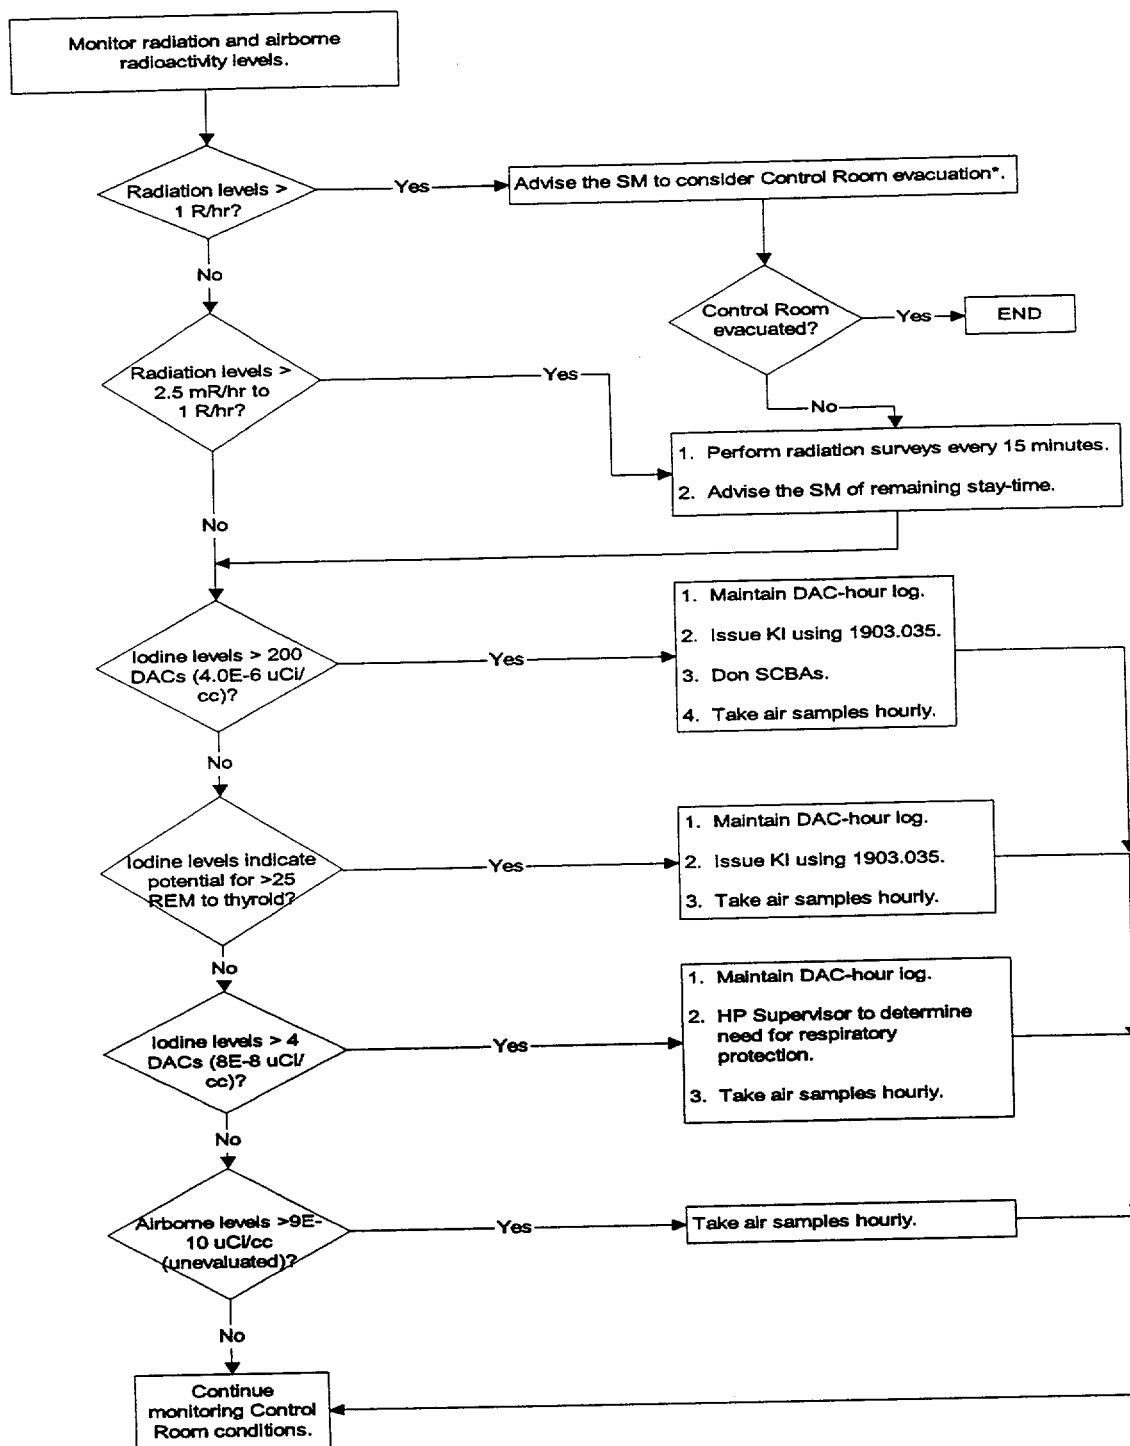 Monitor radiation and airborne
radioactivity levels.
Radiation levels >
1 R/hr?
Yes
Advise the SM to consider Control Room evacuation*.
No
Control Room
evacuated?
Yes
END
Radiation levels >
2.5 mR/hr to
1 R/hr?
Yes
No
1. Perform radiation surveys every 15 minutes.
2. Advise the SM of remaining stay-time.
No
Iodine levels > 200
DACs (4.0E-6 uCi/
cc)?
Yes
1. Maintain DAC-hour log.
2. Issue KI using 1903.035.
3. Don SCBAs.
4. Take air samples hourly.
No
Iodine levels indicate
potential for >25
REM to thyroid?
Yes
1. Maintain DAC-hour log.
2. Issue KI using 1903.035.
3. Take air samples hourly.
No
Iodine levels > 4
DACs (8E-8 uCi/
cc)?
Yes
1. Maintain DAC-hour log.
2. HP Supervisor to determine
need for respiratory
protection.
3. Take air samples hourly.
No
Airborne levels >9E-
10 uCi/cc
(unevaluated)?
Yes
Take air samples hourly.
No
Continue
monitoring Control
Room conditions.